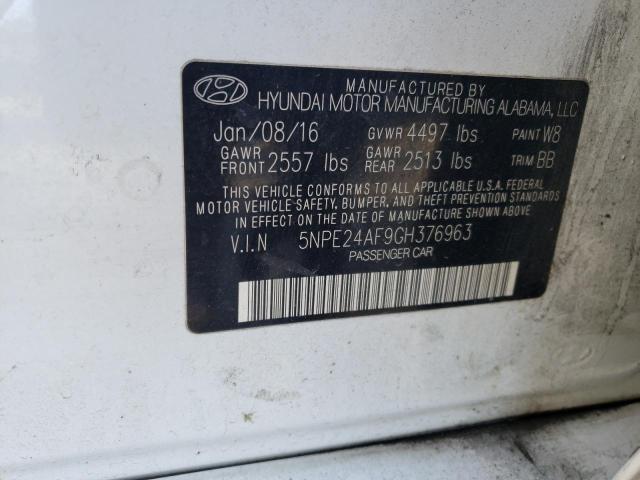 MANUFACTURED BY
HYUNDAI MOTOR MANUFACTURING ALABAMA, LLC
Jan/08/16 GVWR 4497 lbs PAINT W8
GAWR FRONT 2557 lbs GAWR REAR 2513 lbs TRIM BB
THIS VEHICLE CONFORMS TO ALL APPLICABLE U.S.A. FEDERAL
MOTOR VEHICLE SAFETY, BUMPER, AND THEFT PREVENTION STANDARDS
IN EFFECT ON THE DATE OF MANUFACTURE SHOWN ABOVE.
V.I.N 5NPE24AF9GH376963
PASSENGER CAR